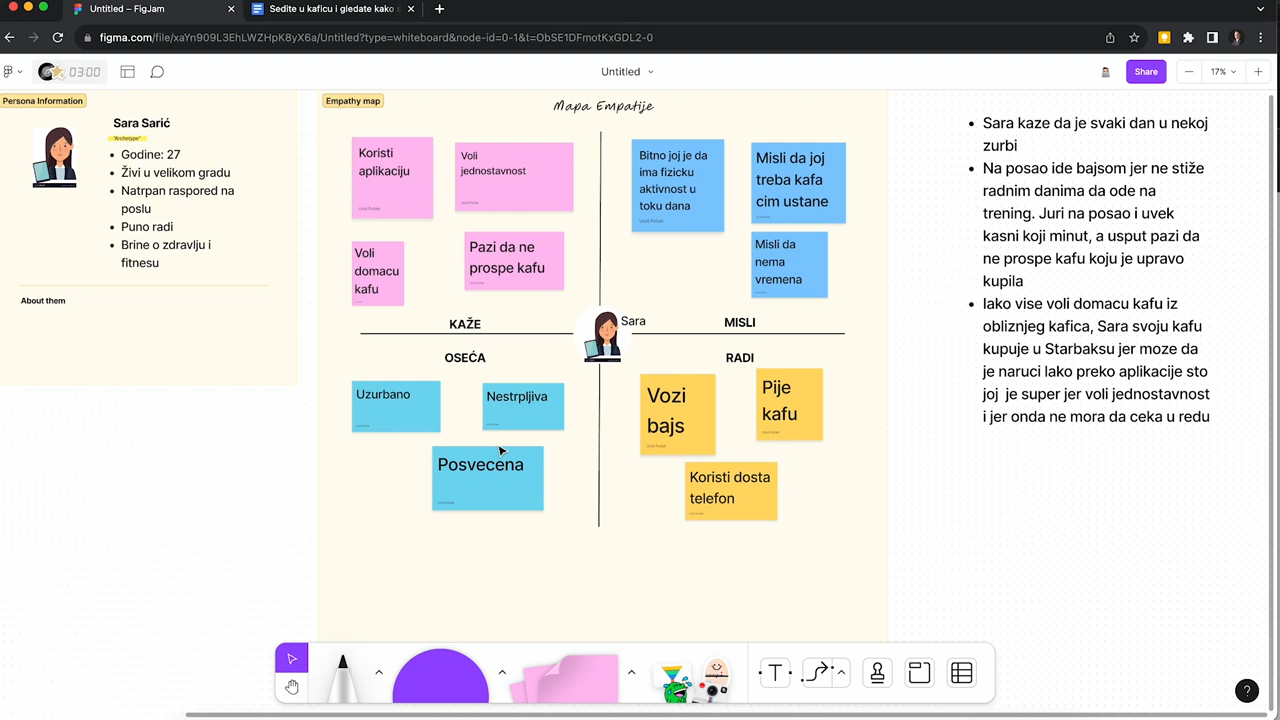 Untitled – FigJam
Sedite u kaficu i gledate kako s
figma.com/file/xaYn909L3EhLWZHpK8yX6a/Untitled?type=whiteboard&node-id=0-1&t=ObSE1DFmotKxGDL2-0
03:00
Untitled
Share
17%
Persona Information
Sara Sarić
"Archetype"
Godine: 27
Živi u velikom gradu
Natrpan raspored na
poslu
Puno radi
Brine o zdravlju i
fitnesu
About them
Empathy map
Mapa Empatije
Koristi
aplikaciju
Voli
jednostavnost
Voli
domacu
kafu
Pazi da ne
prospe kafu
KAŽE
Bitno joj je da
ima fizicku
aktivnost u
toku dana
Misli da joj
treba kafa
cim ustane
Misli da
nema
vremena
MISLI
Sara
OSEĆA
Uzurbano
Nestrpljiva
Posvecena
RADI
Vozi
bajs
Pije
kafu
Koristi dosta
telefon
Sara kaze da je svaki dan u nekoj
zurbi
Na posao ide bajsom jer ne stiže
radnim danima da ode na
trening. Juri na posao i uvek
kasni koji minut, a usput pazi da
ne prospe kafu koju je upravo
kupila
Iako vise voli domacu kafu iz
obliznjeg kafica, Sara svoju kafu
kupuje u Starbaksu jer moze da
je naruci lako preko aplikacije sto
joj je super jer voli jednostavnost
i jer onda ne mora da ceka u redu
T
?